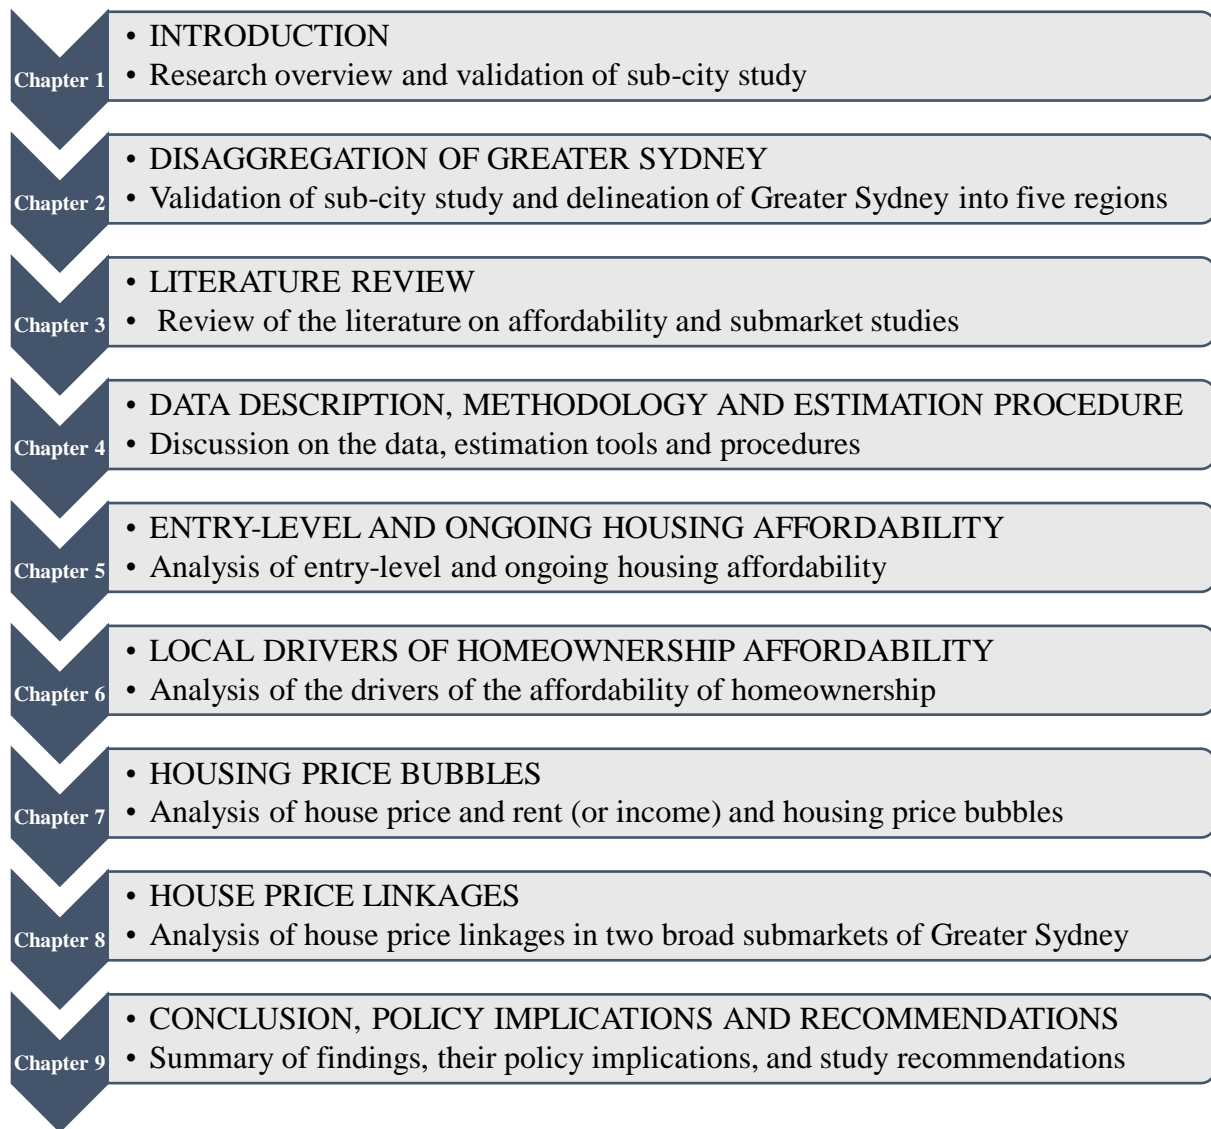 Chapter 1
• INTRODUCTION
• Research overview and validation of sub-city study
Chapter 2
• DISAGGREGATION OF GREATER SYDNEY
• Validation of sub-city study and delineation of Greater Sydney into five regions
Chapter 3
• LITERATURE REVIEW
• Review of the literature on affordability and submarket studies
Chapter 4
• DATA DESCRIPTION, METHODOLOGY AND ESTIMATION PROCEDURE
• Discussion on the data, estimation tools and procedures
Chapter 5
• ENTRY-LEVEL AND ONGOING HOUSING AFFORDABILITY
• Analysis of entry-level and ongoing housing affordability
Chapter 6
• LOCAL DRIVERS OF HOMEOWNERSHIP AFFORDABILITY
• Analysis of the drivers of the affordability of homeownership
Chapter 7
• HOUSING PRICE BUBBLES
• Analysis of house price and rent (or income) and housing price bubbles
Chapter 8
• HOUSE PRICE LINKAGES
• Analysis of house price linkages in two broad submarkets of Greater Sydney
Chapter 9
• CONCLUSION, POLICY IMPLICATIONS AND RECOMMENDATIONS
• Summary of findings, their policy implications, and study recommendations